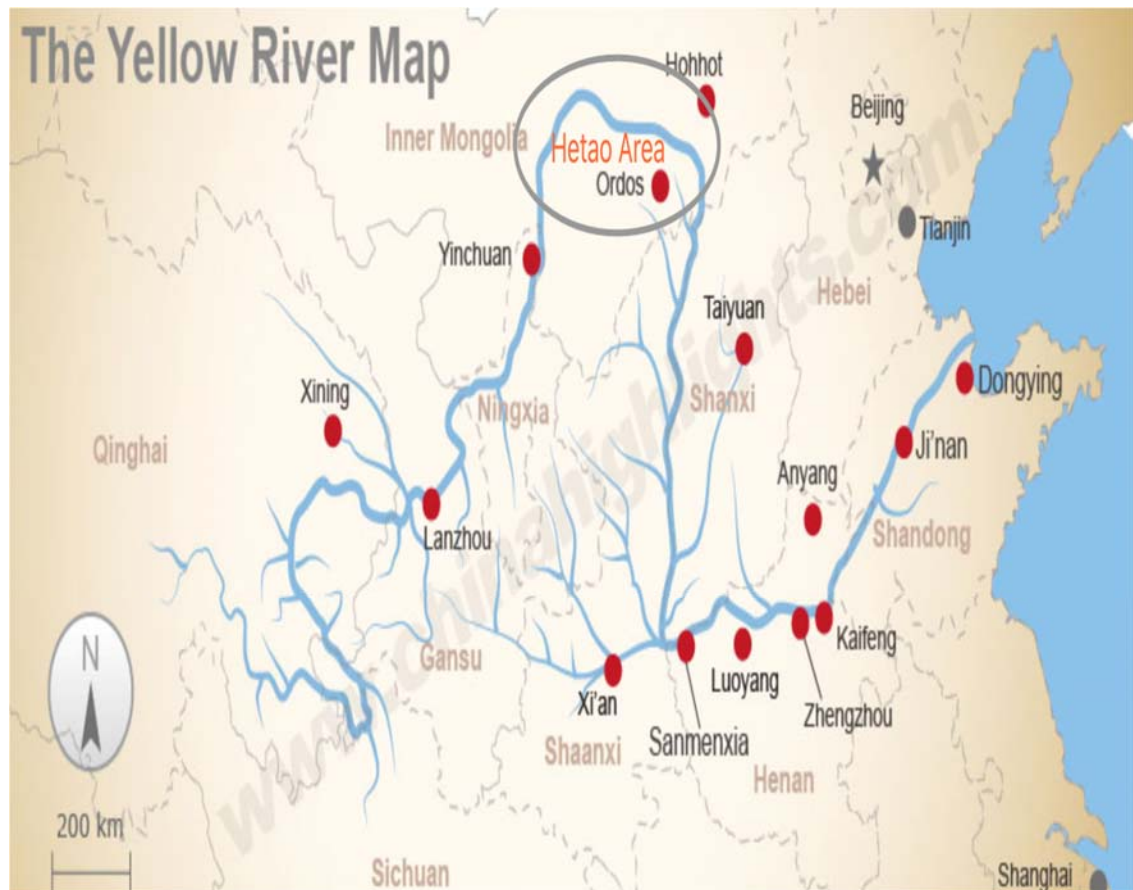 The Yellow River Map
Hohhot
Beijing
Inner Mongolia
Hetao Area
Ordos
Tianjin
Yinchuan
Hebei
Taiyuan
Dongying
Xining
Ningxia
Shanxi
Qinghai
Ji'nan
Anyang
Lanzhou
Shandong
Kaifeng
N
Gansu
Luoyang
Xi'an
Zhengzhou
Sanmenxia
Shaanxi
Henan
200 km
Sichuan
Shanghai
www.chinahighlights.com